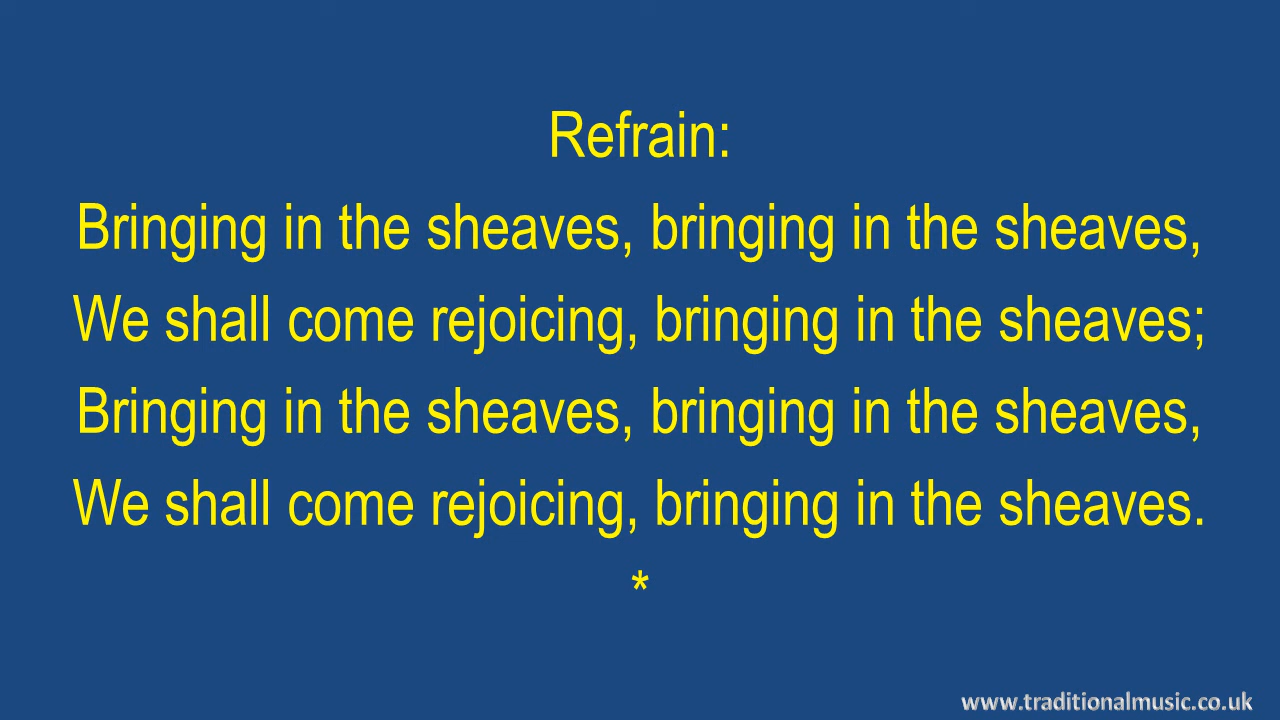 Refrain:
Bringing in the sheaves, bringing in the sheaves,
We shall come rejoicing, bringing in the sheaves;
Bringing in the sheaves, bringing in the sheaves,
We shall come rejoicing, bringing in the sheaves.
*
www.traditionalmusic.co.uk